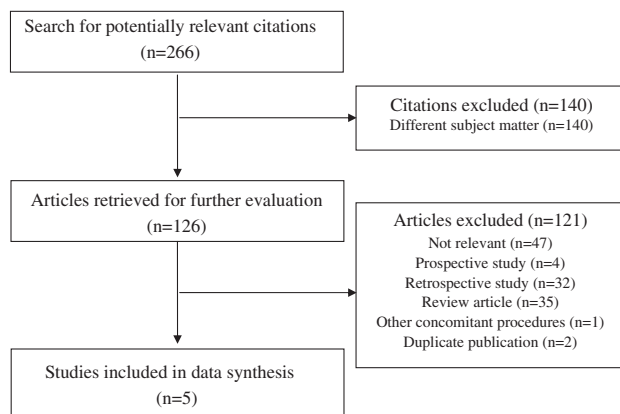 Search for potentially relevant citations
(n=266)
Citations excluded (n=140)
Different subject matter (n=140)
Articles retrieved for further evaluation
(n=126)
Articles excluded (n=121)
Not relevant (n=47)
Prospective study (n=4)
Retrospective study (n=32)
Review article (n=35)
Other concomitant procedures (n=1)
Duplicate publication (n=2)
Studies included in data synthesis
(n=5)